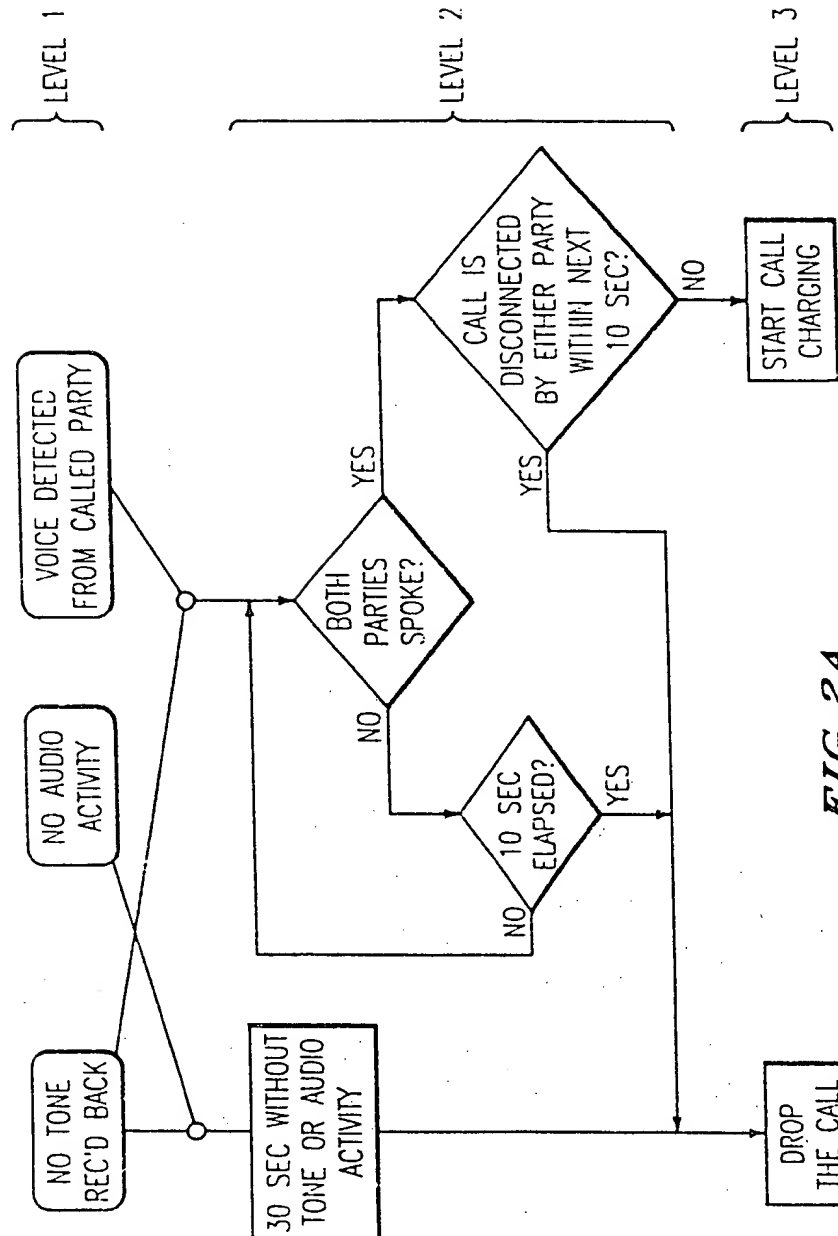 NO TONE
REC'D BACK
NO AUDIO
ACTIVITY
VOICE DETECTED
FROM CALLED PARTY
LEVEL 1
30 SEC WITHOUT
TONE OR AUDIO
ACTIVITY
BOTH
PARTIES
SPOKE?
NO
YES
10 SEC
ELAPSED?
NO
YES
CALL IS
DISCONNECTED
BY EITHER PARTY
WITHIN NEXT
10 SEC?
YES
NO
LEVEL 2
DROP
THE CALL
START CALL
CHARGING
LEVEL 3
FIG. 2A